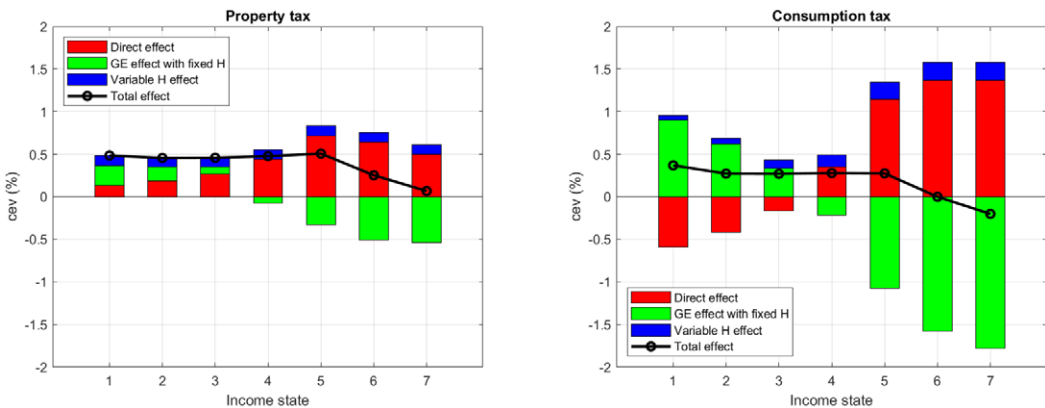 Property tax
2
1.5
1
0.5
0
-0.5
-1
-1.5
-2
cev (%)
Direct effect
GE effect with fixed H
Variable H effect
Total effect
1 2 3 4 5 6 7
Income state
Consumption tax
2
1.5
1
0.5
0
-0.5
-1
-1.5
-2
cev (%)
Direct effect
GE effect with fixed H
Variable H effect
Total effect
1 2 3 4 5 6 7
Income state